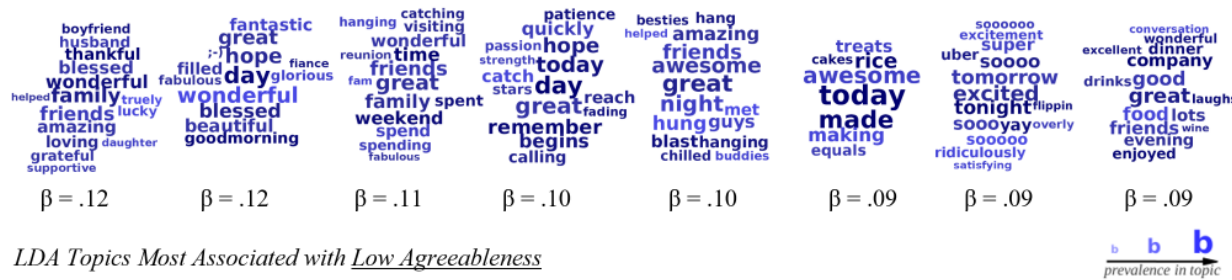 boyfriend
husband
thankful
blessed
wonderful
helped family truely
friends lucky
amazing
loving daughter
grateful
supportive
β = .12
fantastic
great
;-) hope
filled day fiance
fabulous glorious
wonderful
blessed
beautiful
goodmorning
β = .12
catching
hanging visiting
wonderful
reunion time
friends
fam great
family spent
weekend
spend
spending
fabulous
β = .11
patience
quickly
passion hope
strength today
catch day
stars
great reach
fading
remember
begins
calling
β = .10
besties hang
helped amazing
friends
awesome
great
night met
hung guys
blast hanging
chilled buddies
β = .10
treats
cakes rice
awesome
today
made
making
equals
β = .09
soooooo
excitement
super
uber soooo
tomorrow
excited
tonight flippin
sooo yay overly
sooooo
ridiculously
satisfying
β = .09
conversation
wonderful
excellent dinner
company
drinks good
great laughs
food lots
friends wine
evening
enjoyed
β = .09
LDA Topics Most Associated with Low Agreeableness
b b b
prevalence in topic